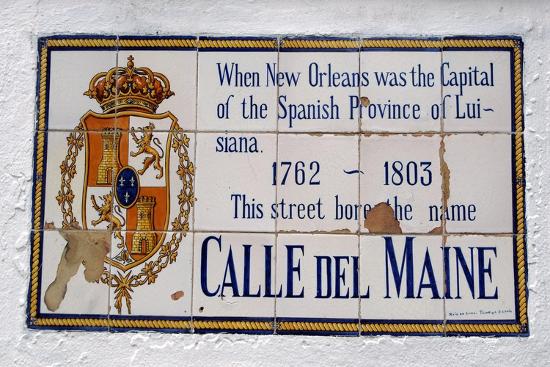 When New Orleans was the Capital
of the Spanish Province of Lui-
siana.
1762 ~ 1803
This street bore the name
CALLE DEL MAINE